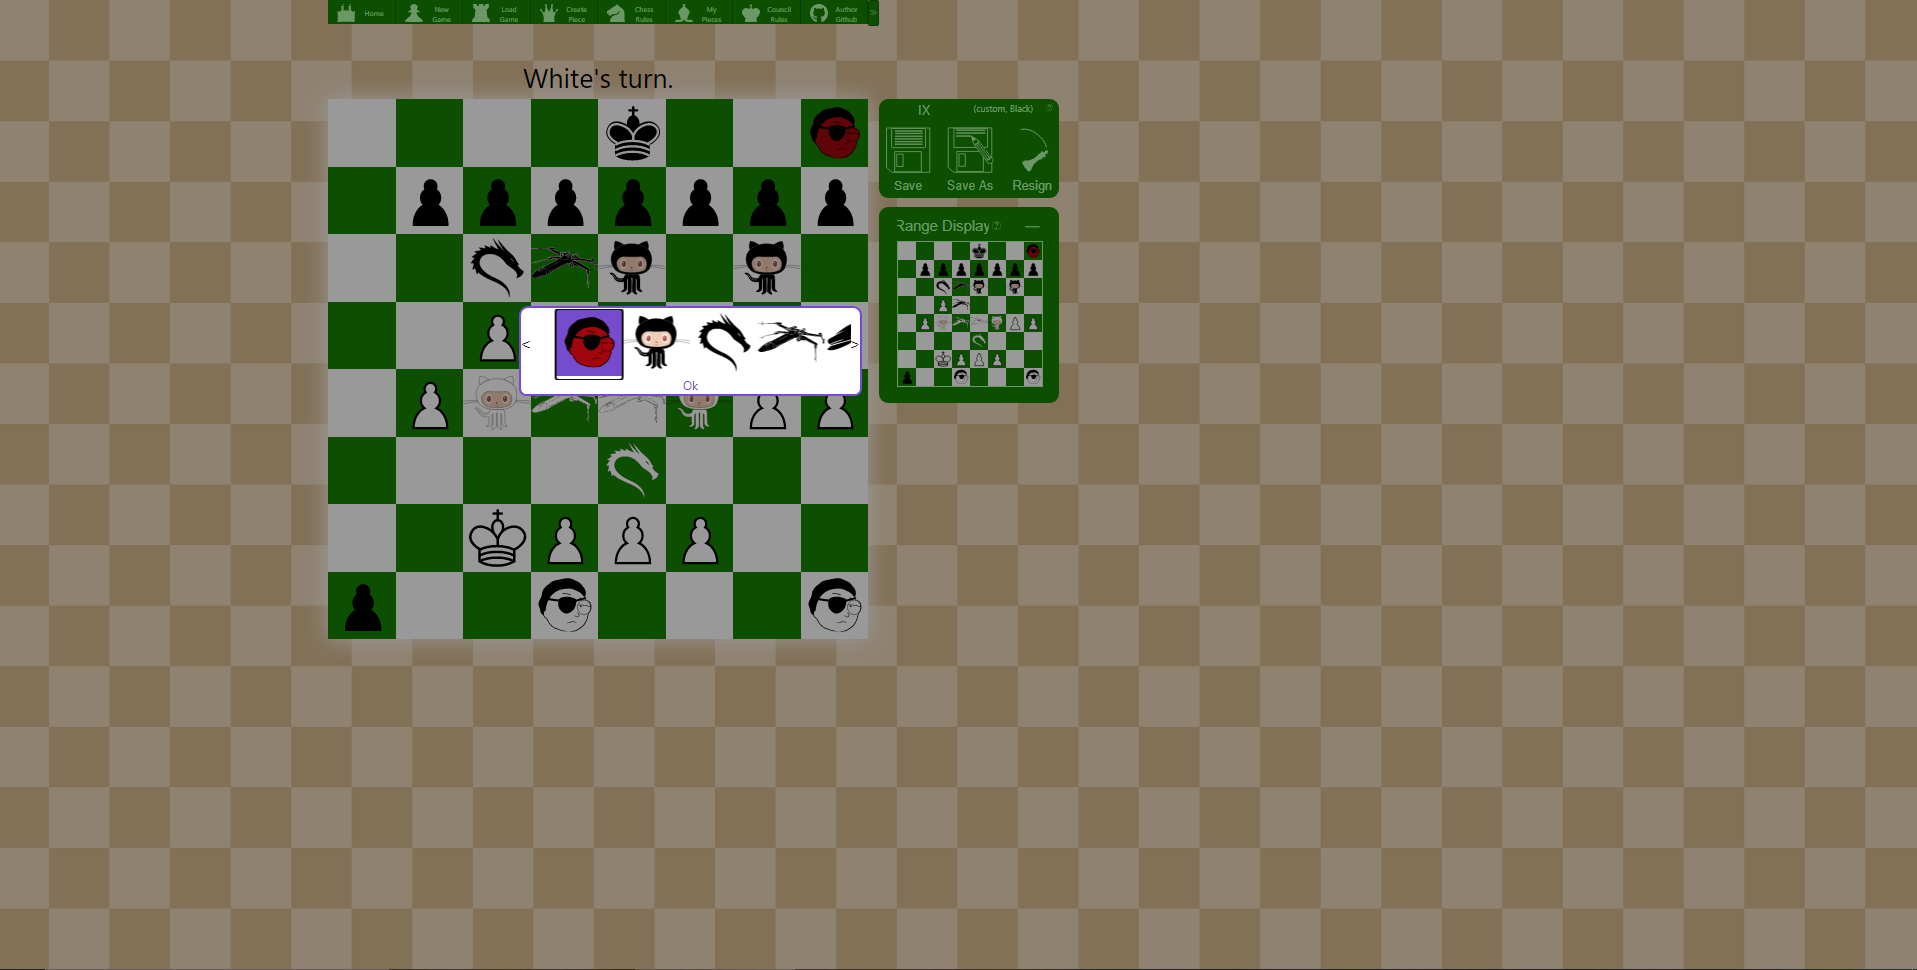 Home
New
Game
Load
Game
Create
Piece
Chess
Rules
My
Pieces
Council
Rules
Author
Github
>>
White's turn.
IX
(custom, Black)
?
Save
Save As
Resign
Range Display
?
—
<
>
Ok